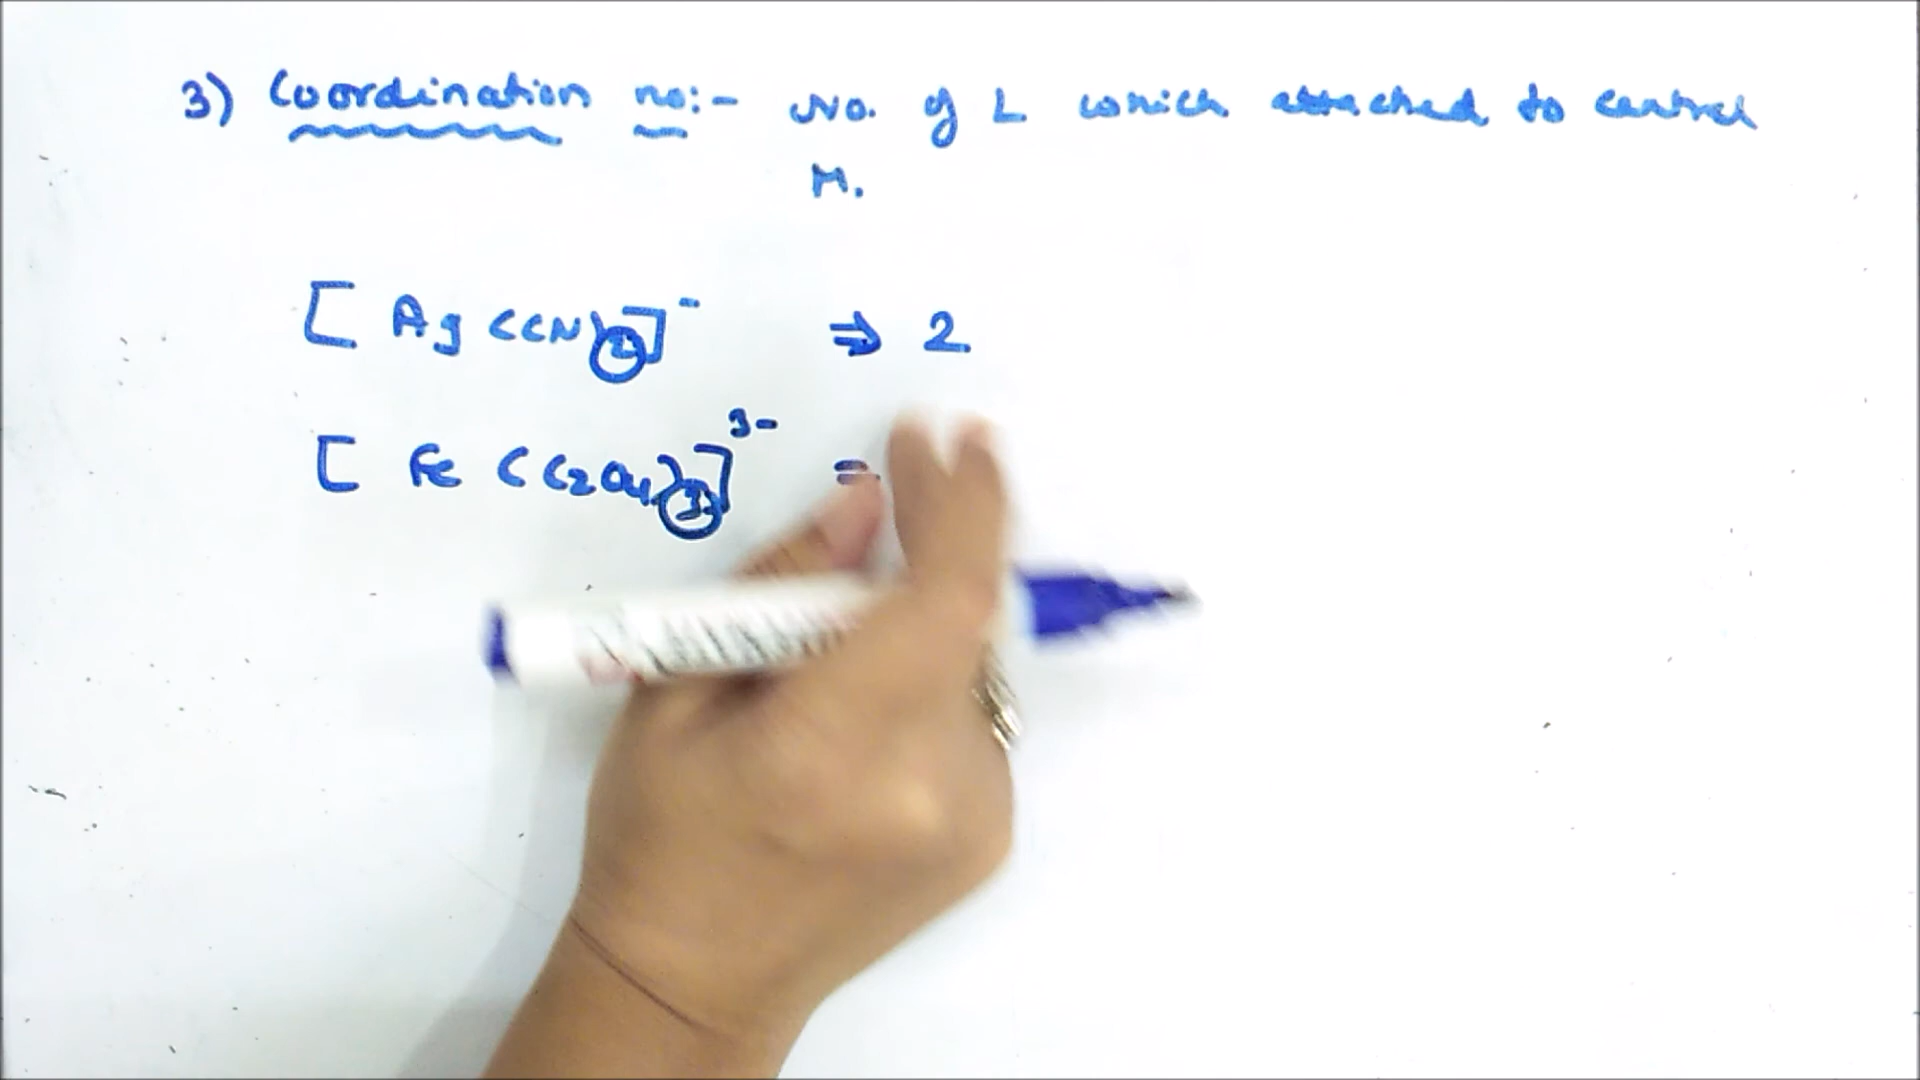 3) Coordination no:- No. of L which attached to central
M.
[Ag(CN)2]⁻ ⇒ 2
[Fe(C2O4)3]³⁻ =